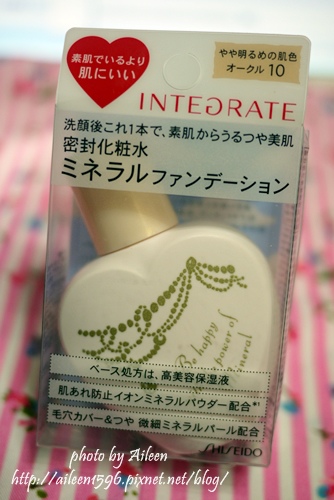 素肌でいるより
肌にいい
やや明るめの肌色
オークル 10
INTEGRATE
洗顔後これ1本で、素肌からうるつや美肌
密封化粧水
ミネラルファンデーション
Be happy
power of
mineral
ベース処方は、高美容保湿液
肌あれ防止イオンミネラルパウダー配合*¹
毛穴カバー&つや 微細ミネラルパール配合
SHISEIDO
photo by Aileen
http://aileen1596.pixnet.net/blog/